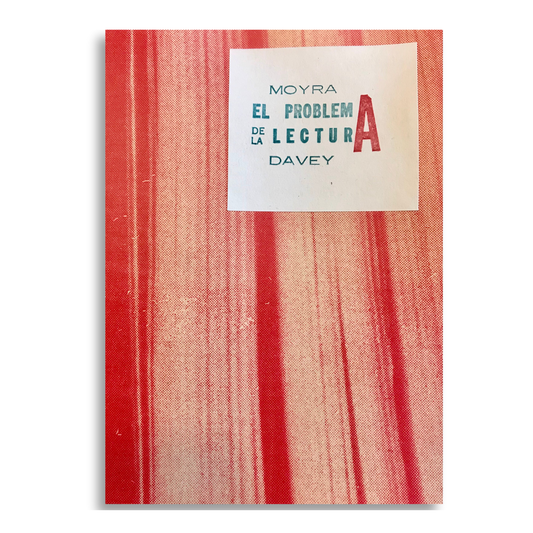 MOYRA
EL PROBLEMA
DE LA LECTURA
DAVEY